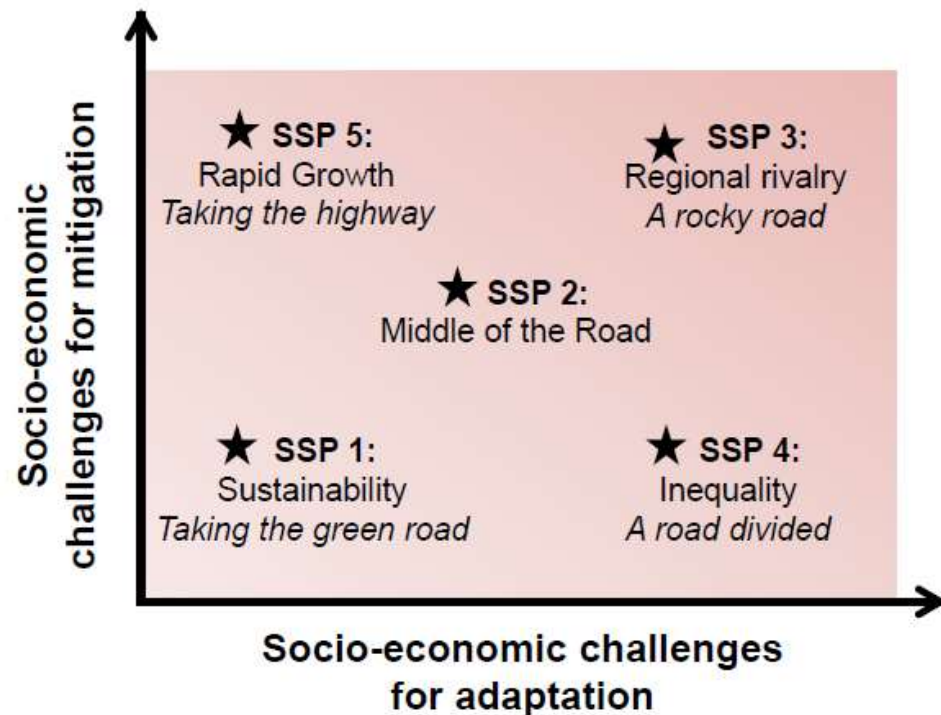 Socio-economic
challenges for mitigation
SSP 5:
Rapid Growth
Taking the highway
SSP 3:
Regional rivalry
A rocky road
SSP 2:
Middle of the Road
SSP 1:
Sustainability
Taking the green road
SSP 4:
Inequality
A road divided
Socio-economic challenges
for adaptation